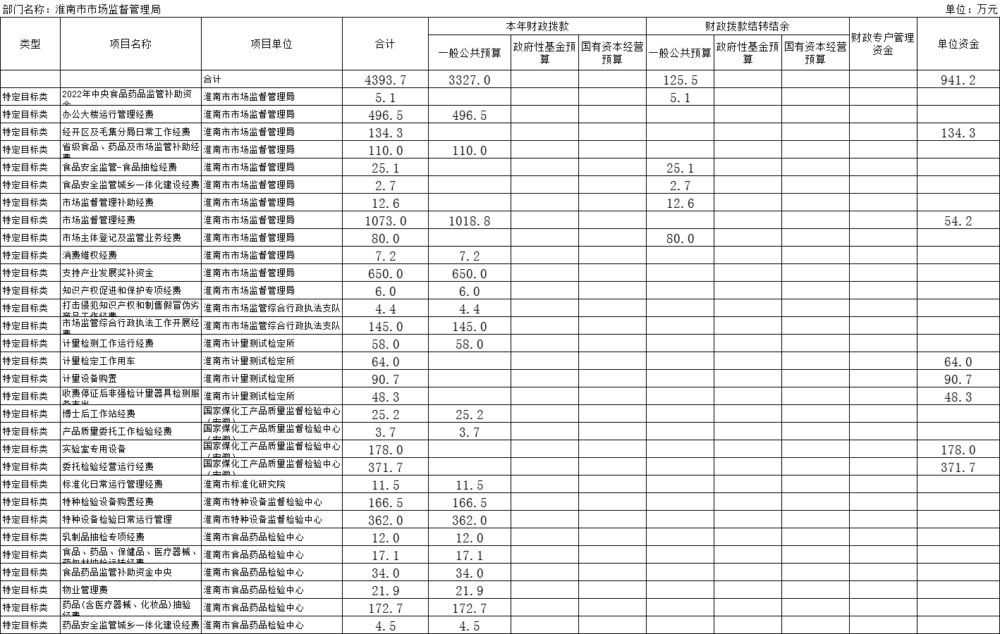 部门名称：淮南市市场监督管理局 单位：万元
类型 项目名称 项目单位 合计 本年财政拨款 财政拨款结转结余 财政专户管理资金 单位资金
一般公共预算 政府性基金预算 国有资本经营预算 一般公共预算 政府性基金预算 国有资本经营预算
合计 4393.7 3327.0 125.5 941.2
特定目标类 2022年中央食品药品监管补助资 淮南市市场监督管理局 5.1 5.1
特定目标类 办公大楼运行管理经费 淮南市市场监督管理局 496.5 496.5
特定目标类 经开区及毛集分局日常工作经费 淮南市市场监督管理局 134.3 134.3
特定目标类 省级食品、药品及市场监管补助经 淮南市市场监督管理局 110.0 110.0
特定目标类 食品安全监管-食品抽检经费 淮南市市场监督管理局 25.1 25.1
特定目标类 食品安全监管城乡一体化建设经费 淮南市市场监督管理局 2.7 2.7
特定目标类 市场监督管理补助经费 淮南市市场监督管理局 12.6 12.6
特定目标类 市场监督管理经费 淮南市市场监督管理局 1073.0 1018.8 54.2
特定目标类 市场主体登记及监管业务经费 淮南市市场监督管理局 80.0 80.0
特定目标类 消费维权经费 淮南市市场监督管理局 7.2 7.2
特定目标类 支持产业发展奖补资金 淮南市市场监督管理局 650.0 650.0
特定目标类 知识产权促进和保护专项经费 淮南市市场监督管理局 6.0 6.0
特定目标类 打击侵犯知识产权和制售假冒伪劣 淮南市市场监管综合行政执法支队 4.4 4.4
特定目标类 市场监管综合行政执法工作开展经 淮南市市场监管综合行政执法支队 145.0 145.0
特定目标类 计量检测工作运行经费 淮南市计量测试检定所 58.0 58.0
特定目标类 计量检定工作用车 淮南市计量测试检定所 64.0 64.0
特定目标类 计量设备购置 淮南市计量测试检定所 90.7 90.7
特定目标类 收费停征后非强检计量器具检测服 淮南市计量测试检定所 48.3 48.3
特定目标类 博士后工作站经费 国家煤化工产品质量监督检验中心 25.2 25.2
特定目标类 产品质量委托工作检验经费 国家煤化工产品质量监督检验中心 3.7 3.7
特定目标类 实验室专用设备 国家煤化工产品质量监督检验中心 178.0 178.0
特定目标类 委托检验经营运行经费 国家煤化工产品质量监督检验中心 371.7 371.7
特定目标类 标准化日常运行管理经费 淮南市标准化研究院 11.5 11.5
特定目标类 特种检验设备购置经费 淮南市特种设备监督检验中心 166.5 166.5
特定目标类 特种设备检验日常运行管理 淮南市特种设备监督检验中心 362.0 362.0
特定目标类 乳制品抽检专项经费 淮南市食品药品检验中心 12.0 12.0
特定目标类 食品、药品、保健品、医疗器械、 淮南市食品药品检验中心 17.1 17.1
特定目标类 食品药品监管补助资金中央 淮南市食品药品检验中心 34.0 34.0
特定目标类 物业管理费 淮南市食品药品检验中心 21.9 21.9
特定目标类 药品(含医疗器械、化妆品)抽验 淮南市食品药品检验中心 172.7 172.7
特定目标类 药品安全监管城乡一体化建设经费 淮南市食品药品检验中心 4.5 4.5